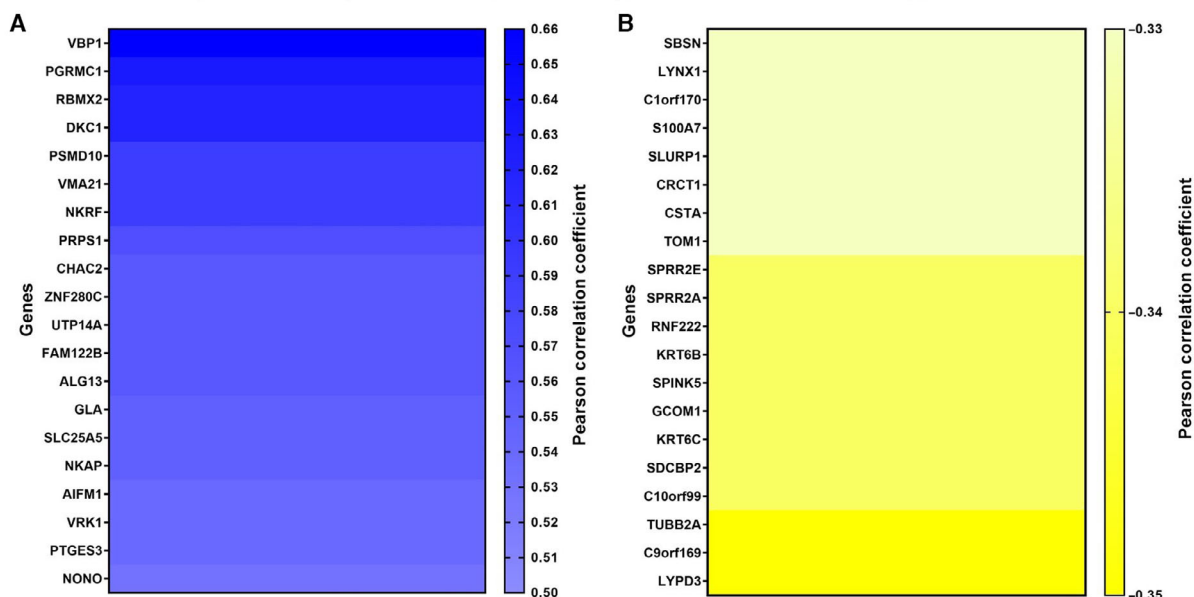 A
VBP1
PGRMC1
RBMX2
DKC1
PSMD10
VMA21
NKRF
PRPS1
CHAC2
ZNF280C
UTP14A
FAM122B
ALG13
GLA
SLC25A5
NKAP
AIFM1
VRK1
PTGES3
NONO
Genes
0.66
0.65
0.64
0.63
0.62
0.61
0.60
0.59
0.58
0.57
0.56
0.55
0.54
0.53
0.52
0.51
0.50
Pearson correlation coefficient
B
SBSN
LYNX1
C1orf170
S100A7
SLURP1
CRCT1
CSTA
TOM1
SPRR2E
SPRR2A
RNF222
KRT6B
SPINK5
GCOM1
KRT6C
SDCBP2
C10orf99
TUBB2A
C9orf169
LYPD3
Genes
-0.33
-0.34
-0.35
Pearson correlation coefficient